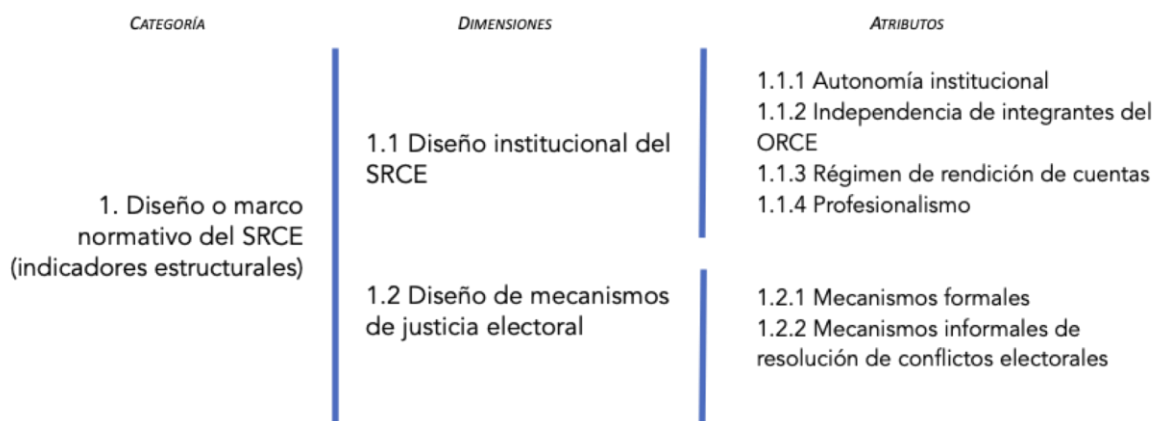 CATEGORÍA
DIMENSIONES
ATRIBUTOS
1. Diseño o marco
normativo del SRCE
(indicadores estructurales)
1.1 Diseño institucional del
SRCE
1.1.1 Autonomía institucional
1.1.2 Independencia de integrantes del
ORCE
1.1.3 Régimen de rendición de cuentas
1.1.4 Profesionalismo
1.2 Diseño de mecanismos
de justicia electoral
1.2.1 Mecanismos formales
1.2.2 Mecanismos informales de
resolución de conflictos electorales